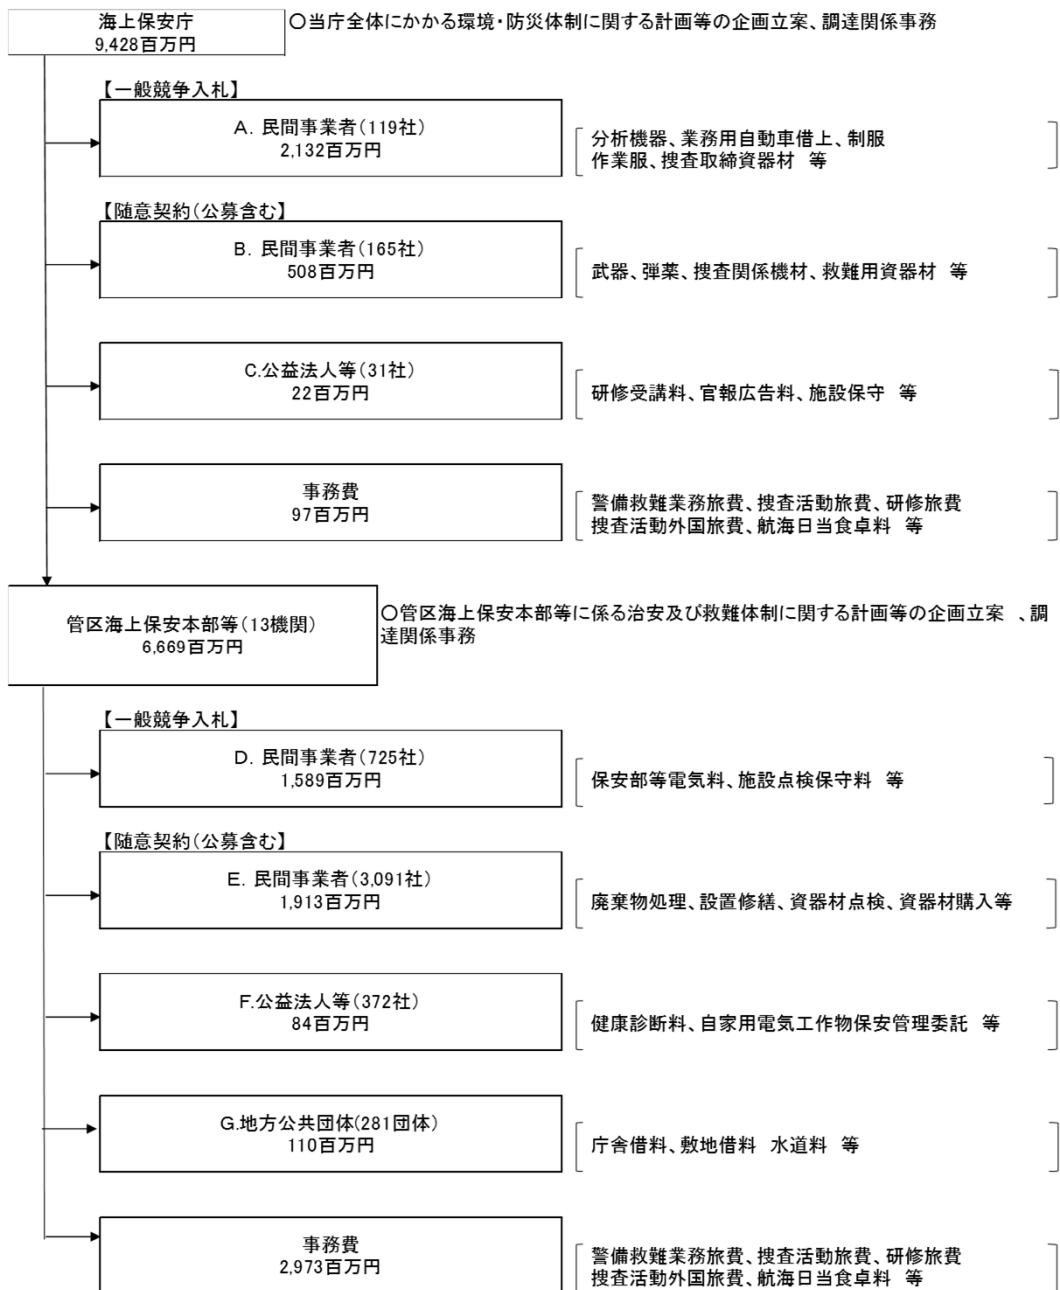 海上保安庁
9,428百万円
○当庁全体にかかる環境・防災体制に関する計画等の企画立案、調達関係事務
【一般競争入札】
A. 民間事業者(119社)
2,132百万円
分析機器、業務用自動車借上、制服
作業服、捜査取締資器材 等
【随意契約(公募含む】
B. 民間事業者(165社)
508百万円
武器、弾薬、捜査関係機材、救難用資器材 等
C.公益法人等(31社)
22百万円
研修受講料、官報広告料、施設保守 等
事務費
97百万円
警備救難業務旅費、捜査活動旅費、研修旅費
捜査活動外国旅費、航海日当食卓料 等
管区海上保安本部等(13機関)
6,669百万円
○管区海上保安本部等に係る治安及び救難体制に関する計画等の企画立案 、調
達関係事務
【一般競争入札】
D. 民間事業者(725社)
1,589百万円
保安部等電気料、施設点検保守料 等
【随意契約(公募含む】
E. 民間事業者(3,091社)
1,913百万円
廃棄物処理、設置修繕、資器材点検、資器材購入等
F.公益法人等(372社)
84百万円
健康診断料、自家用電気工作物保安管理委託 等
G.地方公共団体(281団体)
110百万円
庁舎借料、敷地借料 水道料 等
事務費
2,973百万円
警備救難業務旅費、捜査活動旅費、研修旅費
捜査活動外国旅費、航海日当食卓料 等